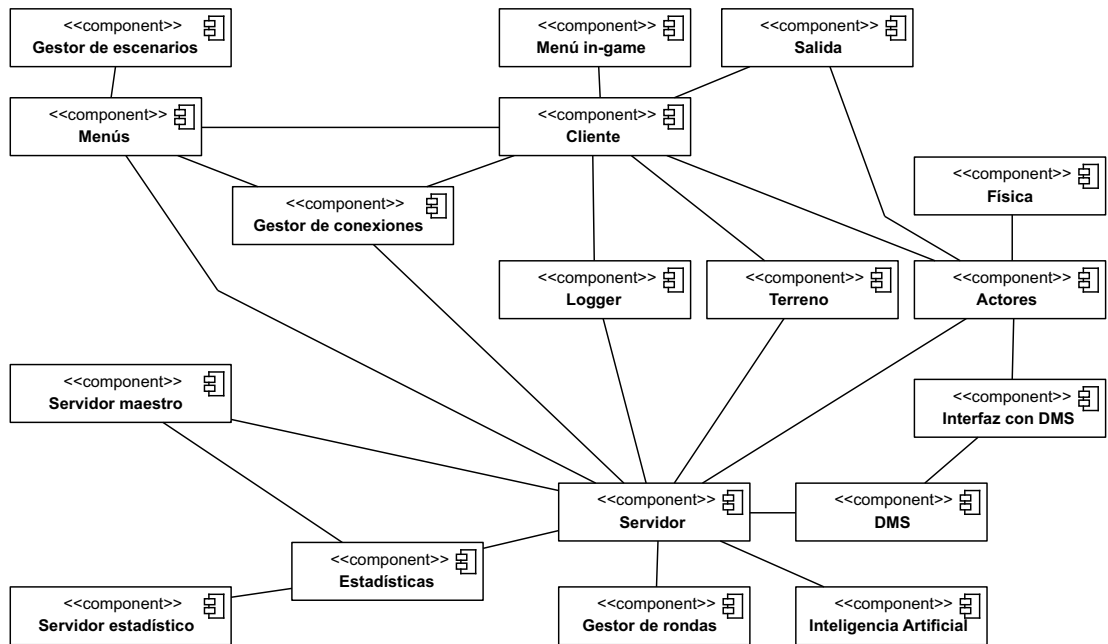 <<component>>
Gestor de escenarios
<<component>>
Menú in-game
<<component>>
Salida
<<component>>
Menús
<<component>>
Cliente
<<component>>
Física
<<component>>
Gestor de conexiones
<<component>>
Logger
<<component>>
Terreno
<<component>>
Actores
<<component>>
Servidor maestro
<<component>>
Interfaz con DMS
<<component>>
Servidor
<<component>>
DMS
<<component>>
Estadísticas
<<component>>
Servidor estadístico
<<component>>
Gestor de rondas
<<component>>
Inteligencia Artificial